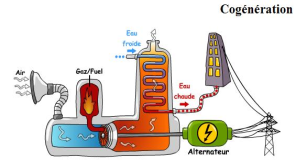 Cogénération
Eau
froide
Air
Gaz/Fuel
Eau
chaude
Alternateur